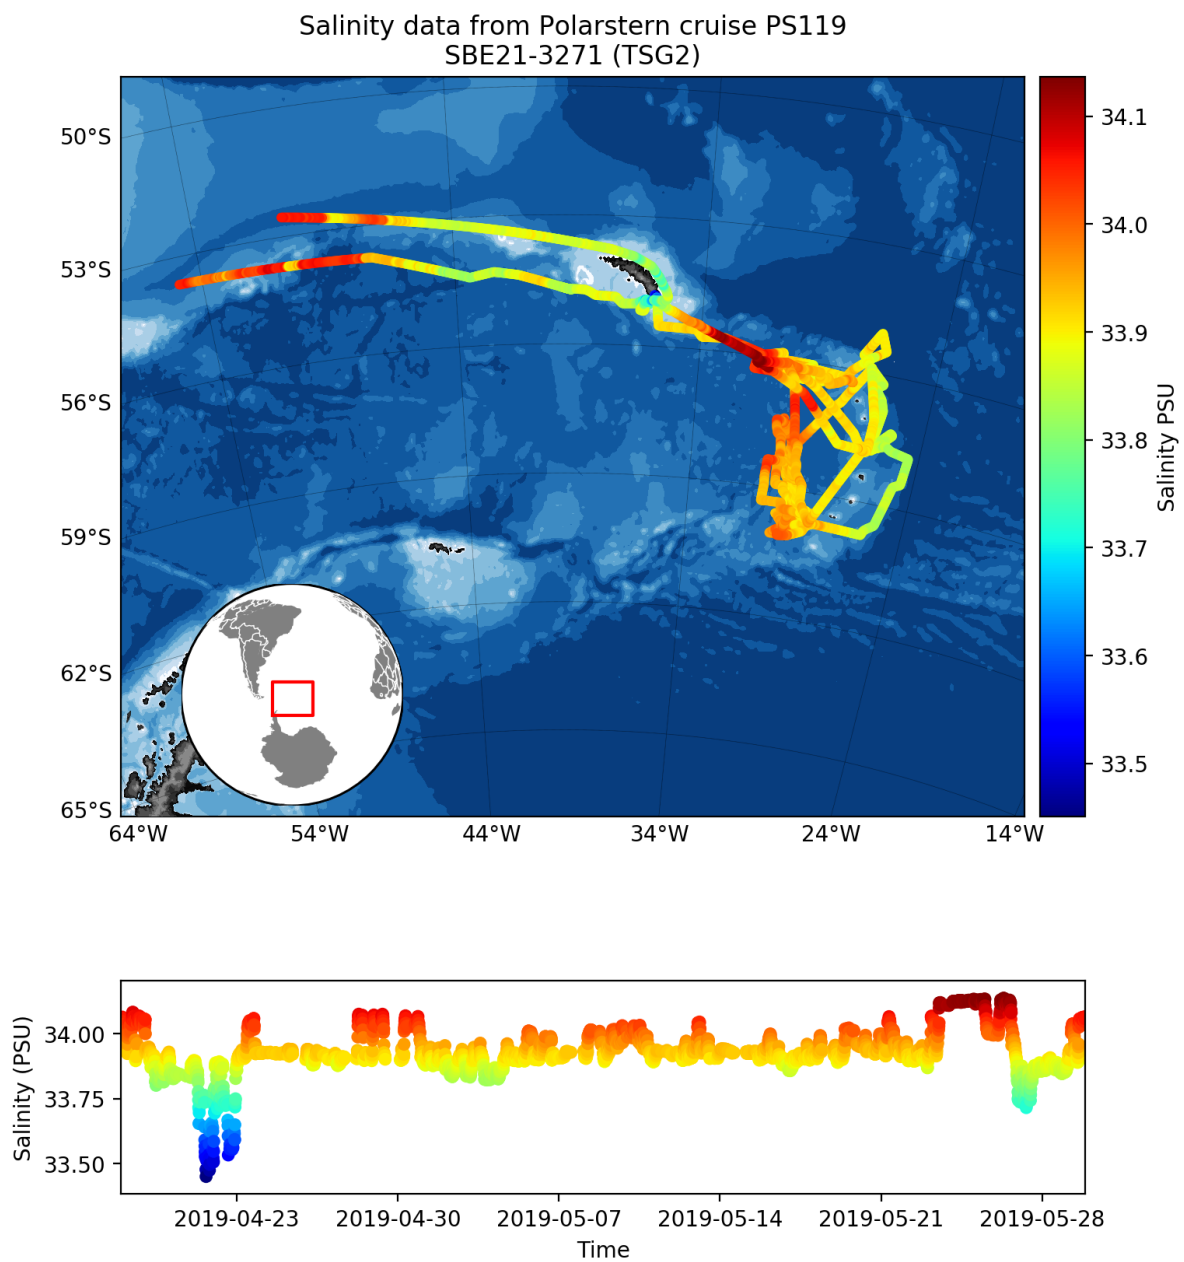 Salinity data from Polarstern cruise PS119
SBE21-3271 (TSG2)
50°S
53°S
56°S
59°S
62°S
65°S
64°W
54°W
44°W
34°W
24°W
14°W
34.1
34.0
33.9
33.8
33.7
33.6
33.5
Salinity PSU
34.00
33.75
33.50
Salinity (PSU)
2019-04-23
2019-04-30
2019-05-07
2019-05-14
2019-05-21
2019-05-28
Time